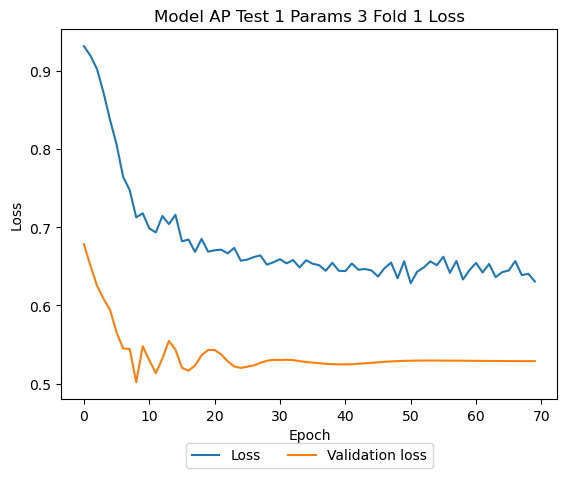 Model AP Test 1 Params 3 Fold 1 Loss
Loss
0.9
0.8
0.7
0.6
0.5
0 10 20 30 40 50 60 70
Epoch
Loss Validation loss